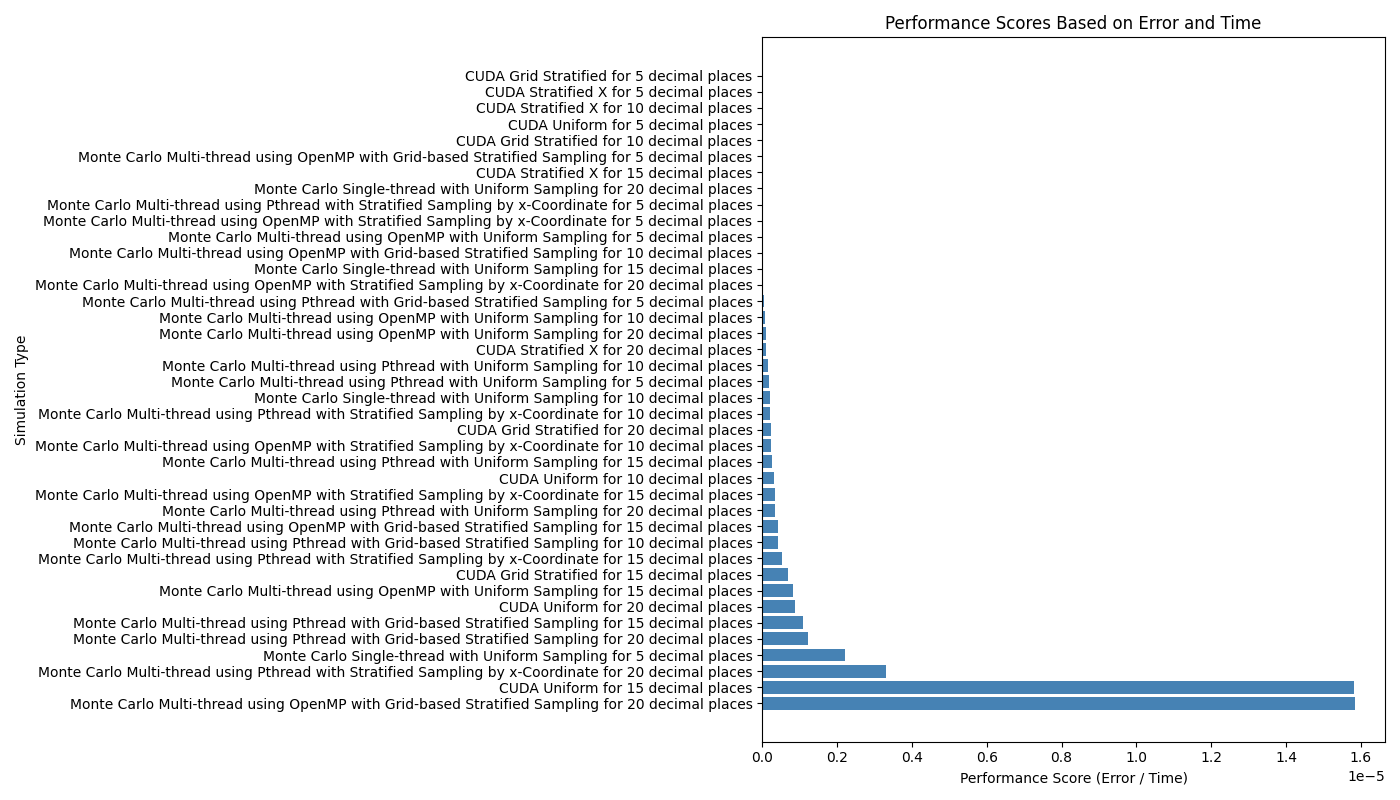 Performance Scores Based on Error and Time
CUDA Grid Stratified for 5 decimal places
CUDA Stratified X for 5 decimal places
CUDA Stratified X for 10 decimal places
CUDA Uniform for 5 decimal places
CUDA Grid Stratified for 10 decimal places
Monte Carlo Multi-thread using OpenMP with Grid-based Stratified Sampling for 5 decimal places
CUDA Stratified X for 15 decimal places
Monte Carlo Single-thread with Uniform Sampling for 20 decimal places
Monte Carlo Multi-thread using Pthread with Stratified Sampling by x-Coordinate for 5 decimal places
Monte Carlo Multi-thread using OpenMP with Stratified Sampling by x-Coordinate for 5 decimal places
Monte Carlo Multi-thread using OpenMP with Uniform Sampling for 5 decimal places
Monte Carlo Multi-thread using OpenMP with Grid-based Stratified Sampling for 10 decimal places
Monte Carlo Single-thread with Uniform Sampling for 15 decimal places
Monte Carlo Multi-thread using OpenMP with Stratified Sampling by x-Coordinate for 20 decimal places
Monte Carlo Multi-thread using Pthread with Grid-based Stratified Sampling for 5 decimal places
Monte Carlo Multi-thread using OpenMP with Uniform Sampling for 10 decimal places
Monte Carlo Multi-thread using OpenMP with Uniform Sampling for 20 decimal places
CUDA Stratified X for 20 decimal places
Monte Carlo Multi-thread using Pthread with Uniform Sampling for 10 decimal places
Monte Carlo Multi-thread using Pthread with Uniform Sampling for 5 decimal places
Monte Carlo Single-thread with Uniform Sampling for 10 decimal places
Monte Carlo Multi-thread using Pthread with Stratified Sampling by x-Coordinate for 10 decimal places
CUDA Grid Stratified for 20 decimal places
Monte Carlo Multi-thread using OpenMP with Stratified Sampling by x-Coordinate for 10 decimal places
Monte Carlo Multi-thread using Pthread with Uniform Sampling for 15 decimal places
CUDA Uniform for 10 decimal places
Monte Carlo Multi-thread using OpenMP with Stratified Sampling by x-Coordinate for 15 decimal places
Monte Carlo Multi-thread using Pthread with Uniform Sampling for 20 decimal places
Monte Carlo Multi-thread using OpenMP with Grid-based Stratified Sampling for 15 decimal places
Monte Carlo Multi-thread using Pthread with Grid-based Stratified Sampling for 10 decimal places
Monte Carlo Multi-thread using Pthread with Stratified Sampling by x-Coordinate for 15 decimal places
CUDA Grid Stratified for 15 decimal places
Monte Carlo Multi-thread using OpenMP with Uniform Sampling for 15 decimal places
CUDA Uniform for 20 decimal places
Monte Carlo Multi-thread using Pthread with Grid-based Stratified Sampling for 15 decimal places
Monte Carlo Multi-thread using Pthread with Grid-based Stratified Sampling for 20 decimal places
Monte Carlo Single-thread with Uniform Sampling for 5 decimal places
Monte Carlo Multi-thread using Pthread with Stratified Sampling by x-Coordinate for 20 decimal places
CUDA Uniform for 15 decimal places
Monte Carlo Multi-thread using OpenMP with Grid-based Stratified Sampling for 20 decimal places
Simulation Type
0.0 0.2 0.4 0.6 0.8 1.0 1.2 1.4 1.6
1e−5
Performance Score (Error / Time)